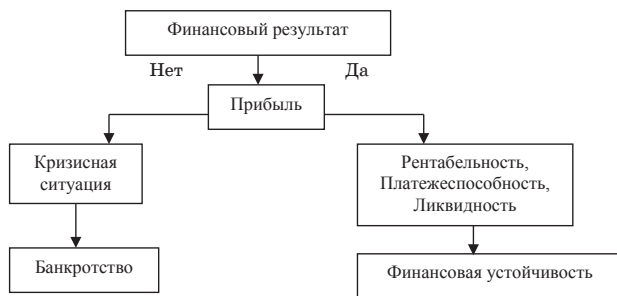 Финансовый результат
Нет
Да
Прибыль
Кризисная
ситуация
Рентабельность,
Платежеспособность,
Ликвидность
Банкротство
Финансовая устойчивость